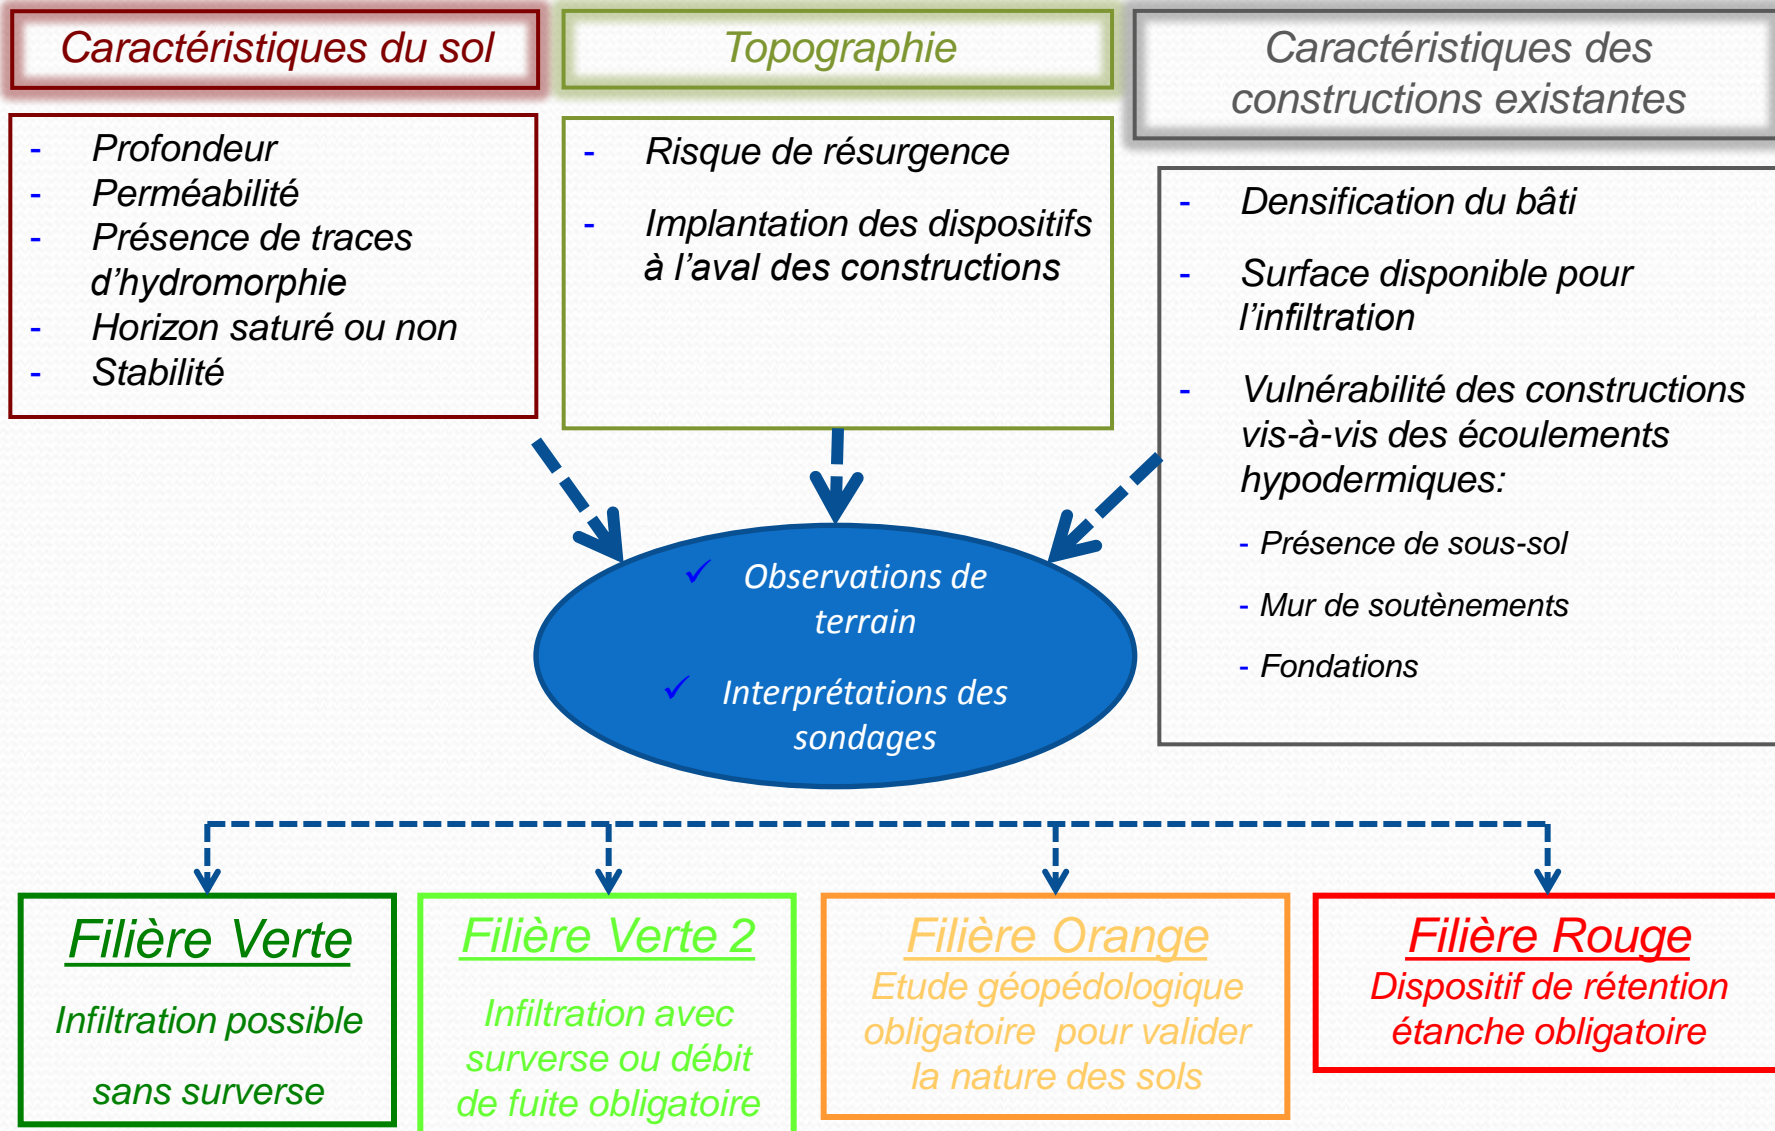 Caractéristiques du sol
- Profondeur
- Perméabilité
- Présence de traces
d’hydromorphie
- Horizon saturé ou non
- Stabilité
Topographie
- Risque de résurgence
- Implantation des dispositifs
à l’aval des constructions
Caractéristiques des
constructions existantes
- Densification du bâti
- Surface disponible pour
l’infiltration
- Vulnérabilité des constructions
vis-à-vis des écoulements
hypodermiques:
- Présence de sous-sol
- Mur de soutènements
- Fondations
✓ Observations de
terrain
✓ Interprétations des
sondages
Filière Verte
Infiltration possible
sans surverse
Filière Verte 2
Infiltration avec
surverse ou débit
de fuite obligatoire
Filière Orange
Etude géopédologique
obligatoire pour valider
la nature des sols
Filière Rouge
Dispositif de rétention
étanche obligatoire